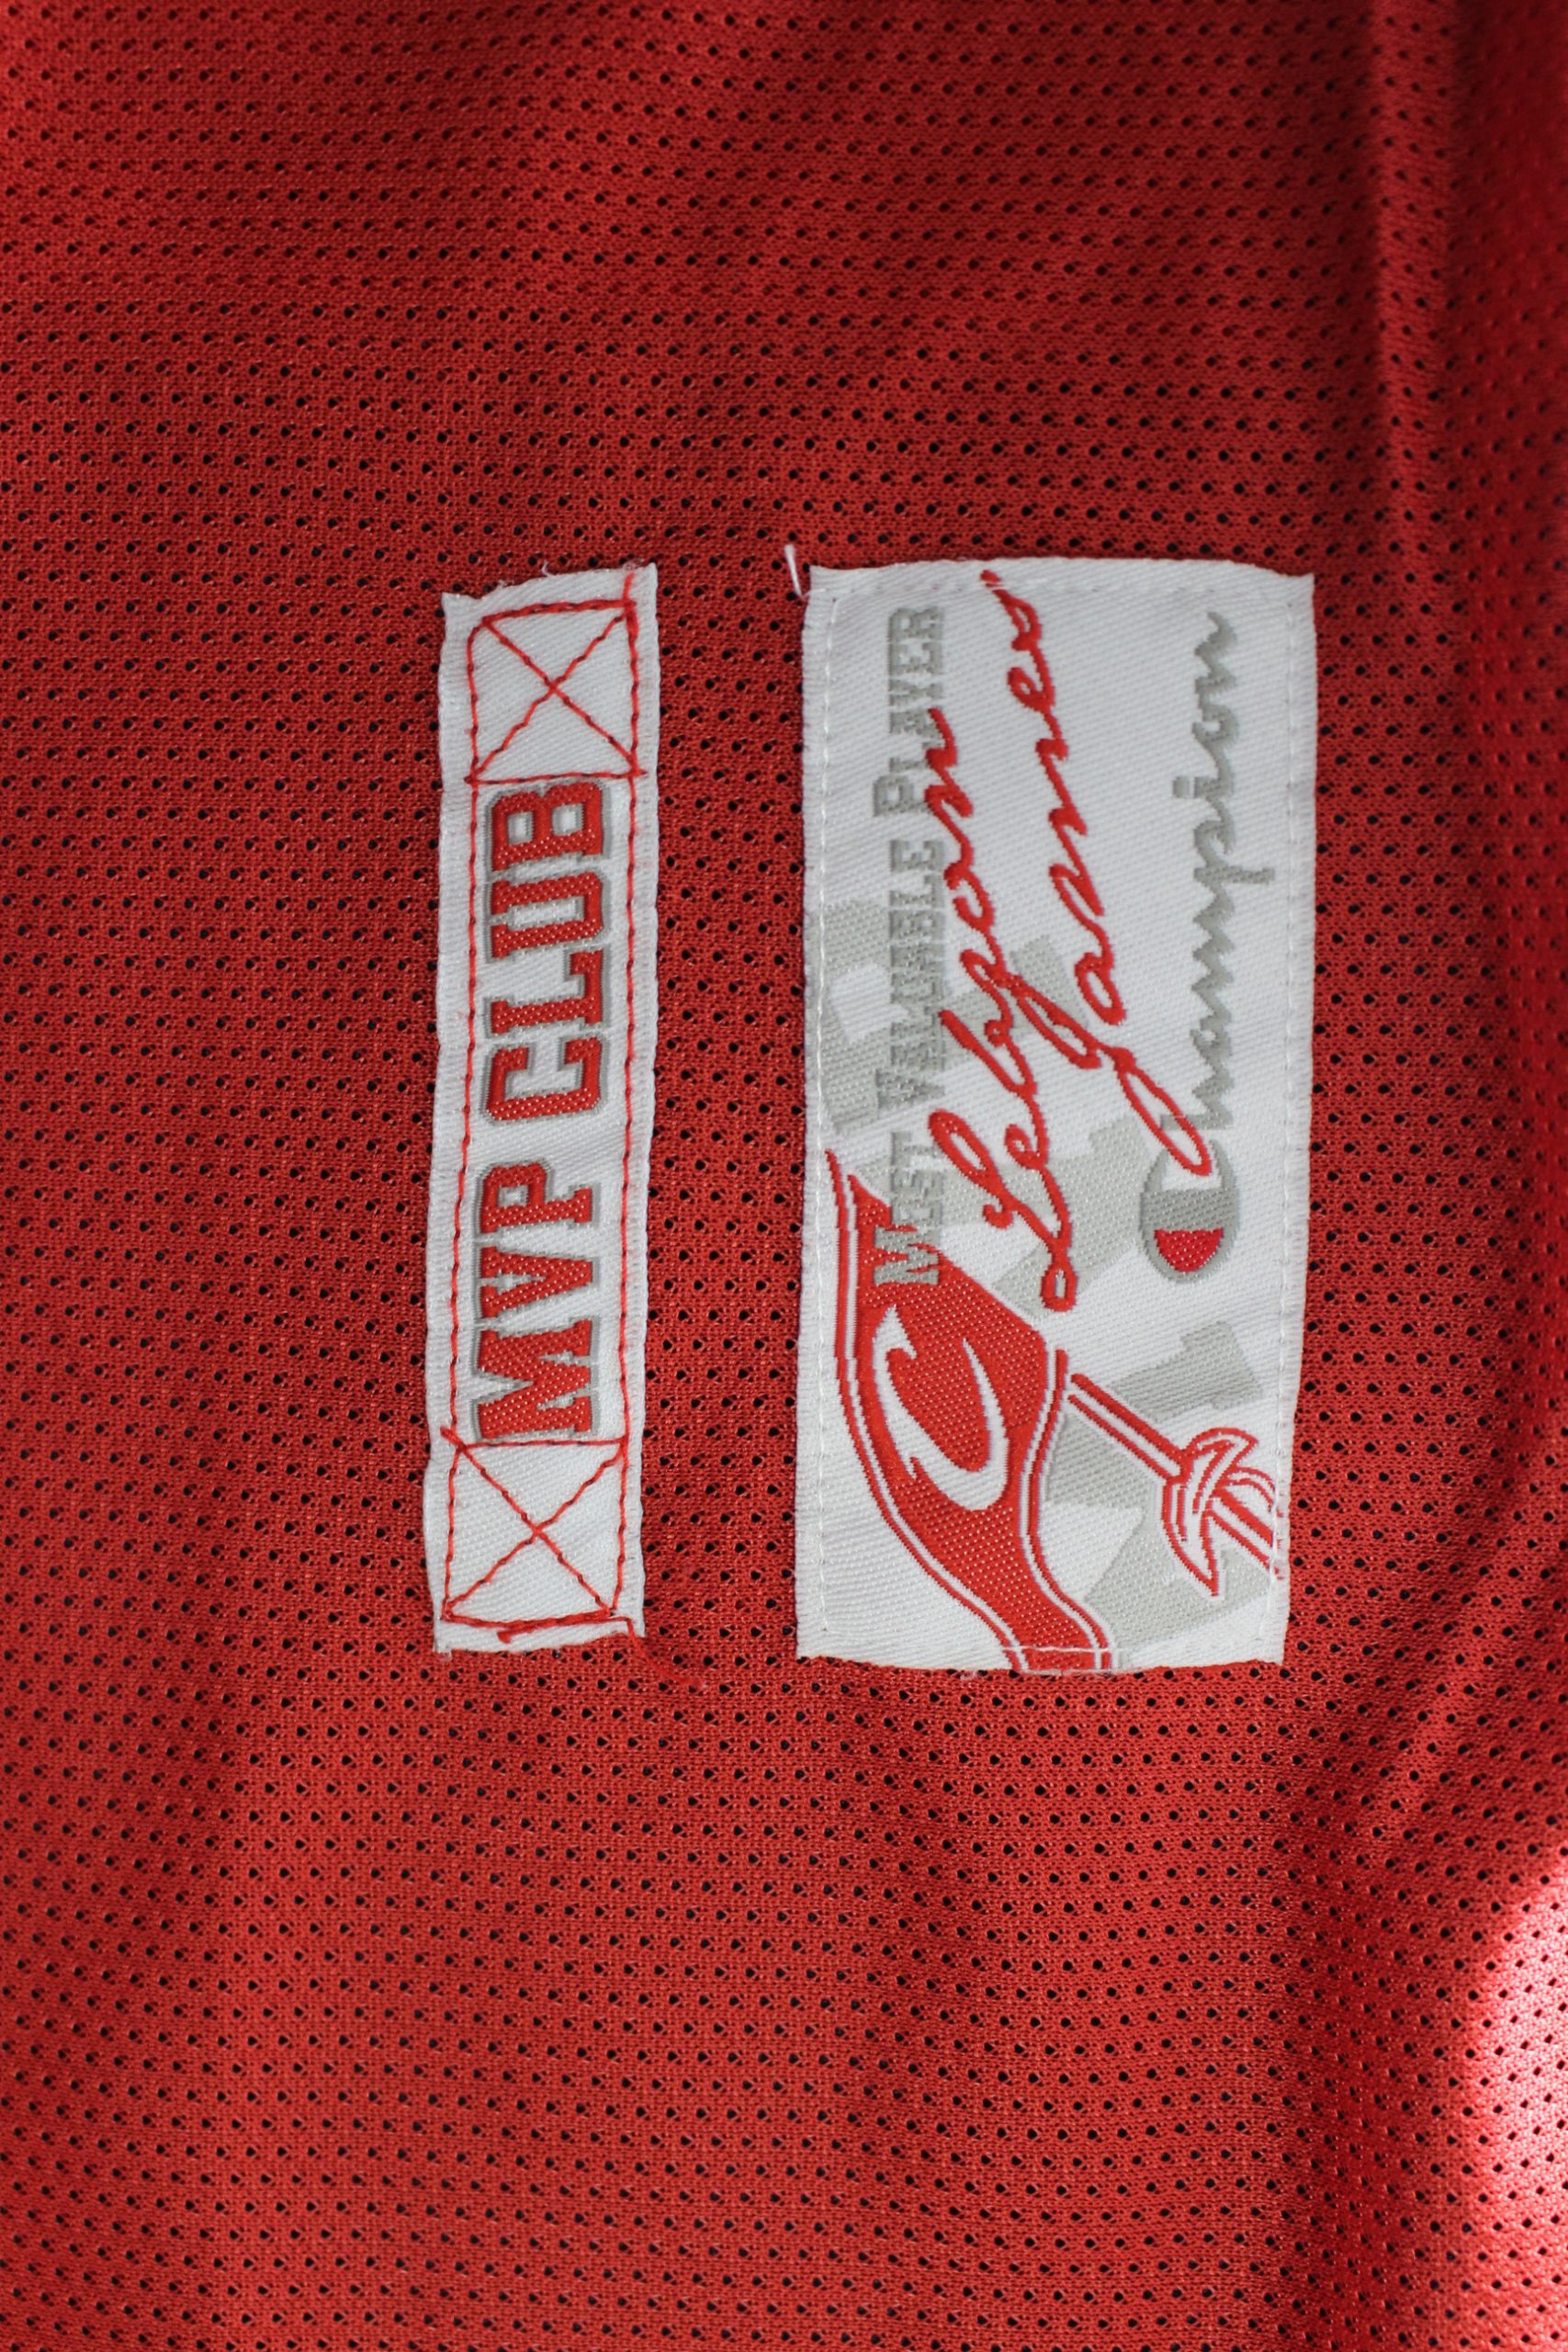 MVP CLUB
MOST VALUABLE PLAYER
Lebron
James
Champion